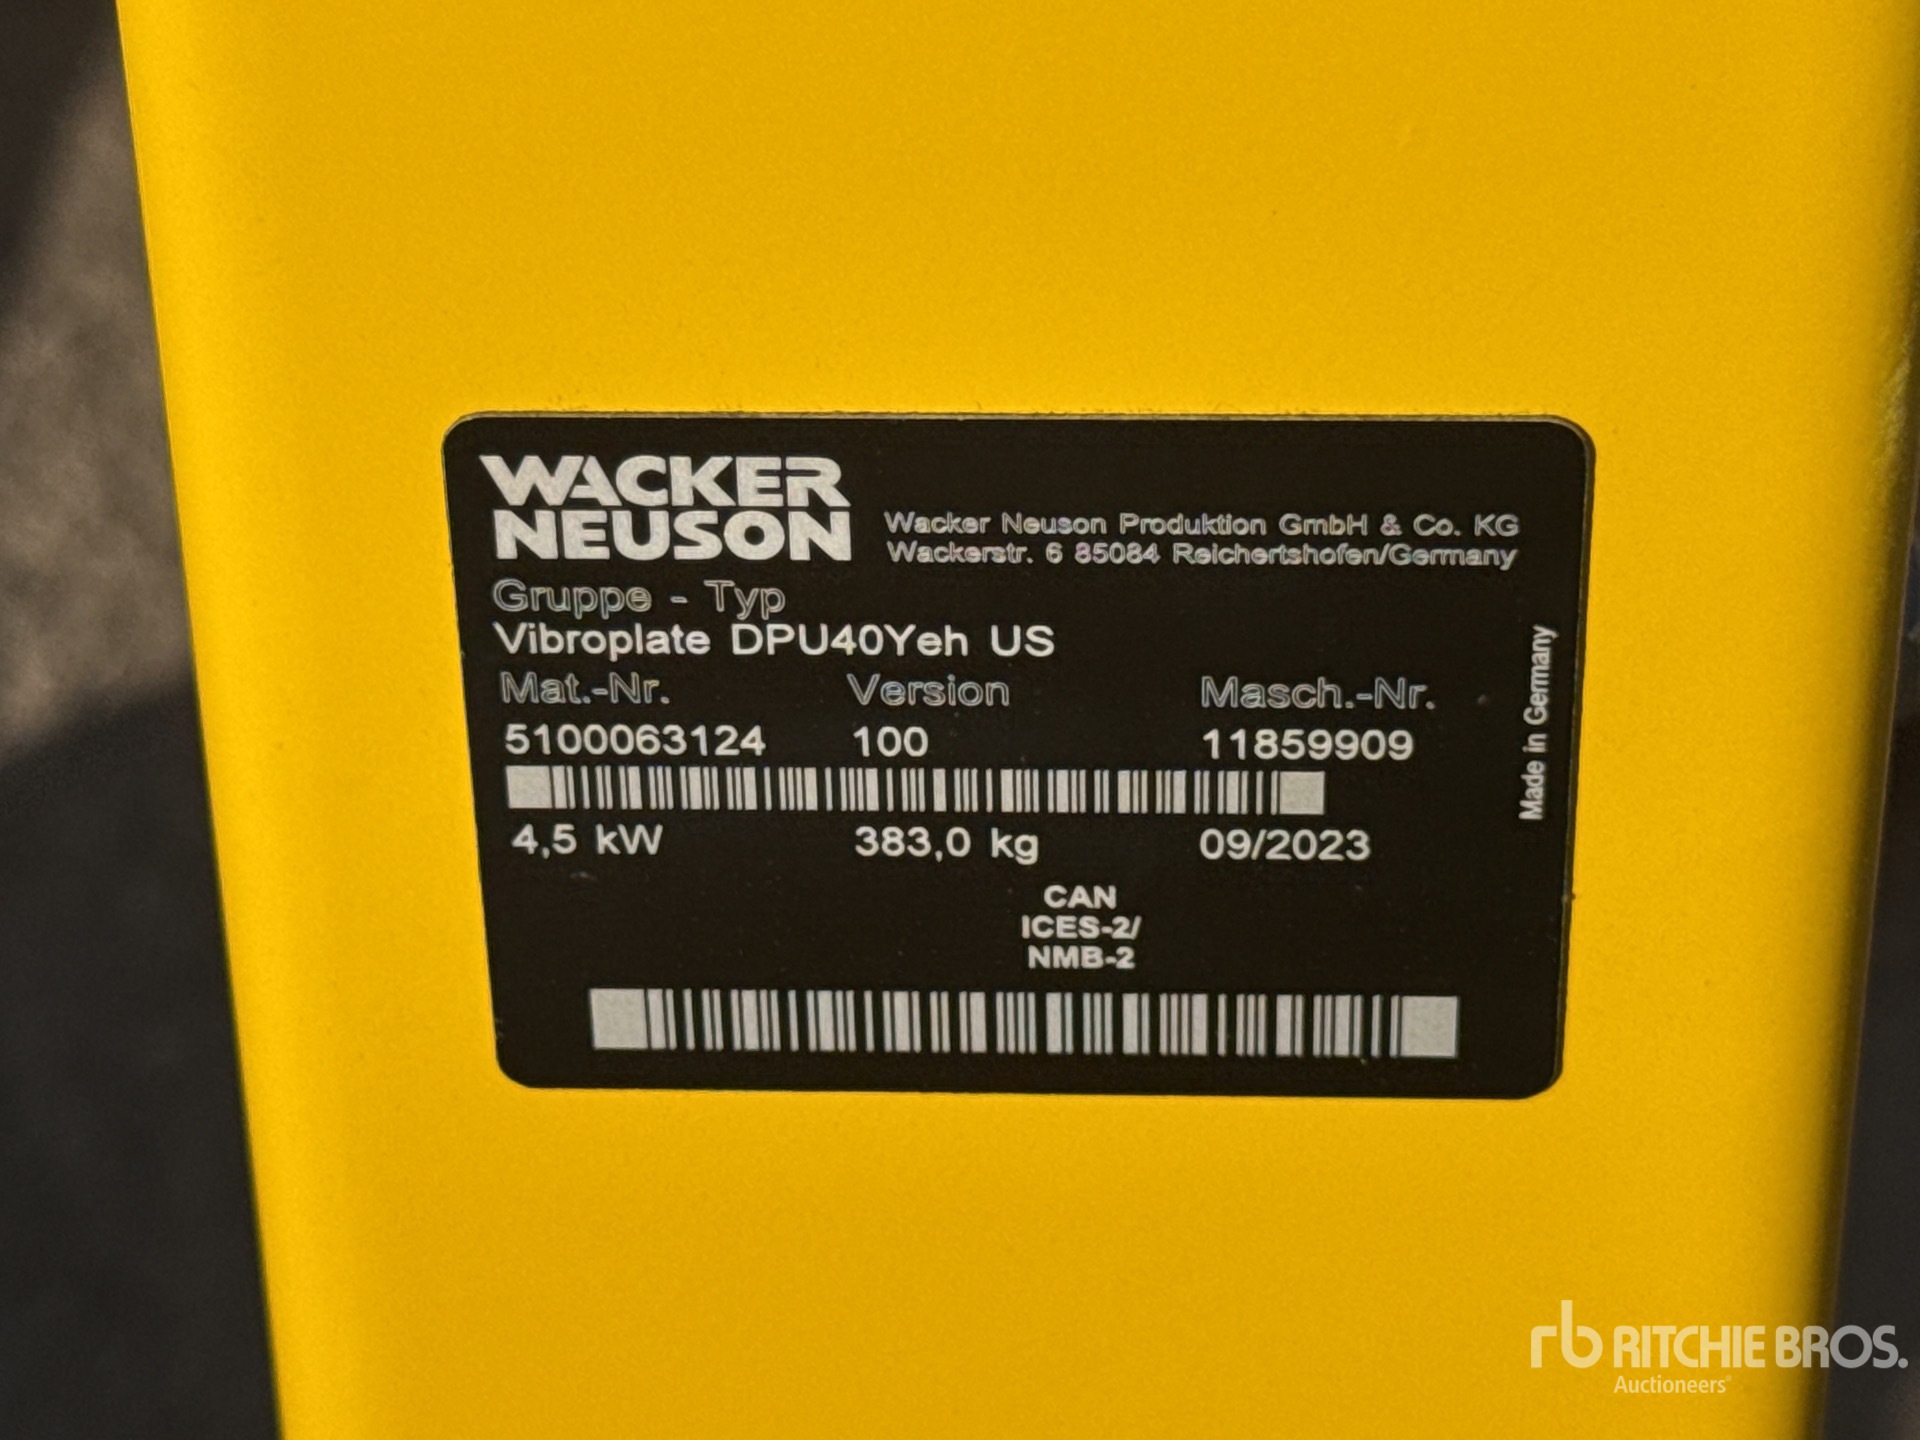 WACKER
NEUSON
Wacker Neuson Produktion GmbH & Co. KG
Wackerstr. 6 85084 Reichertshofen/Germany
Gruppe - Typ
Vibroplate DPU40Yeh US
Mat.-Nr. Version Masch.-Nr.
5100063124 100 11859909
4,5 kW 383,0 kg 09/2023
CAN
ICES-2/
NMB-2
Made in Germany
rb RITCHIE BROS.
Auctioneers